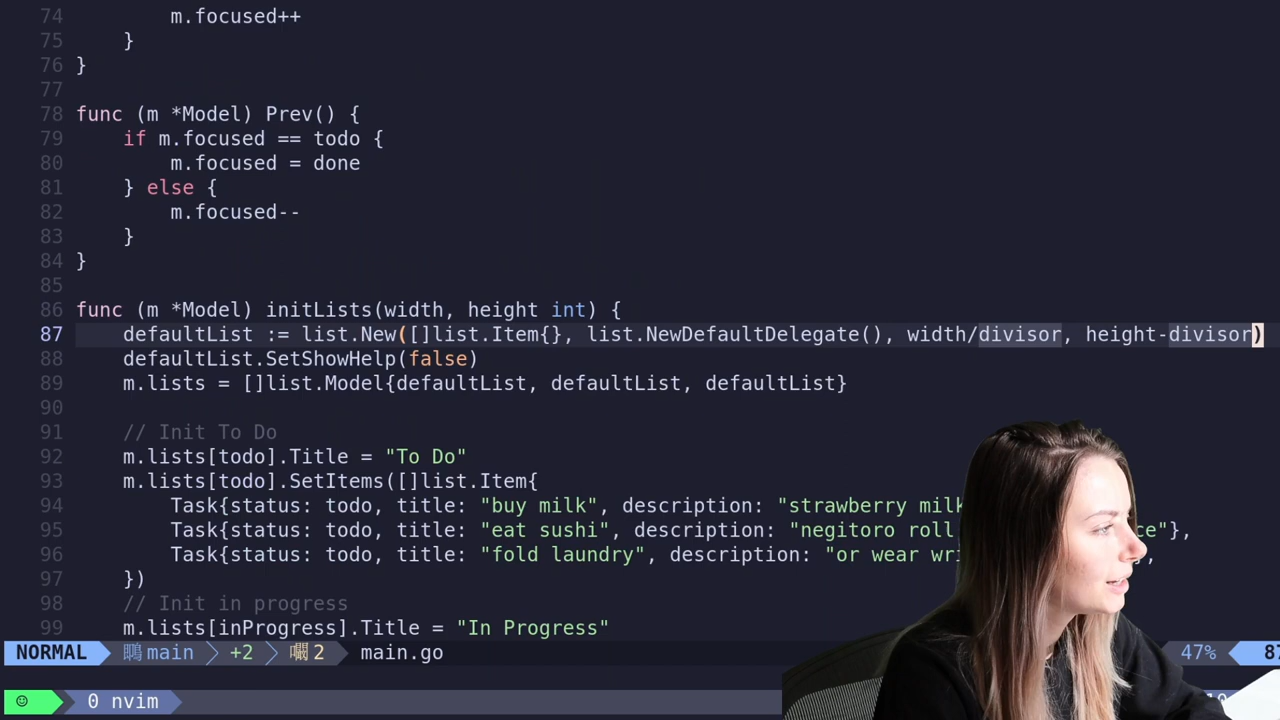 74 m.focused++
75 }
76 }
77
78 func (m *Model) Prev() {
79 if m.focused == todo {
80 m.focused = done
81 } else {
82 m.focused--
83 }
84 }
85
86 func (m *Model) initLists(width, height int) {
87 defaultList := list.New([]list.Item{}, list.NewDefaultDelegate(), width/divisor, height-divisor)
88 defaultList.SetShowHelp(false)
89 m.lists = []list.Model{defaultList, defaultList, defaultList}
90
91 // Init To Do
92 m.lists[todo].Title = "To Do"
93 m.lists[todo].SetItems([]list.Item{
94 Task{status: todo, title: "buy milk", description: "strawberry milk
95 Task{status: todo, title: "eat sushi", description: "negitoro roll ce"},
96 Task{status: todo, title: "fold laundry", description: "or wear wri ,
97 })
98 // Init in progress
99 m.lists[inProgress].Title = "In Progress"
NORMAL main +2 2 main.go 47% 87
0 nvim